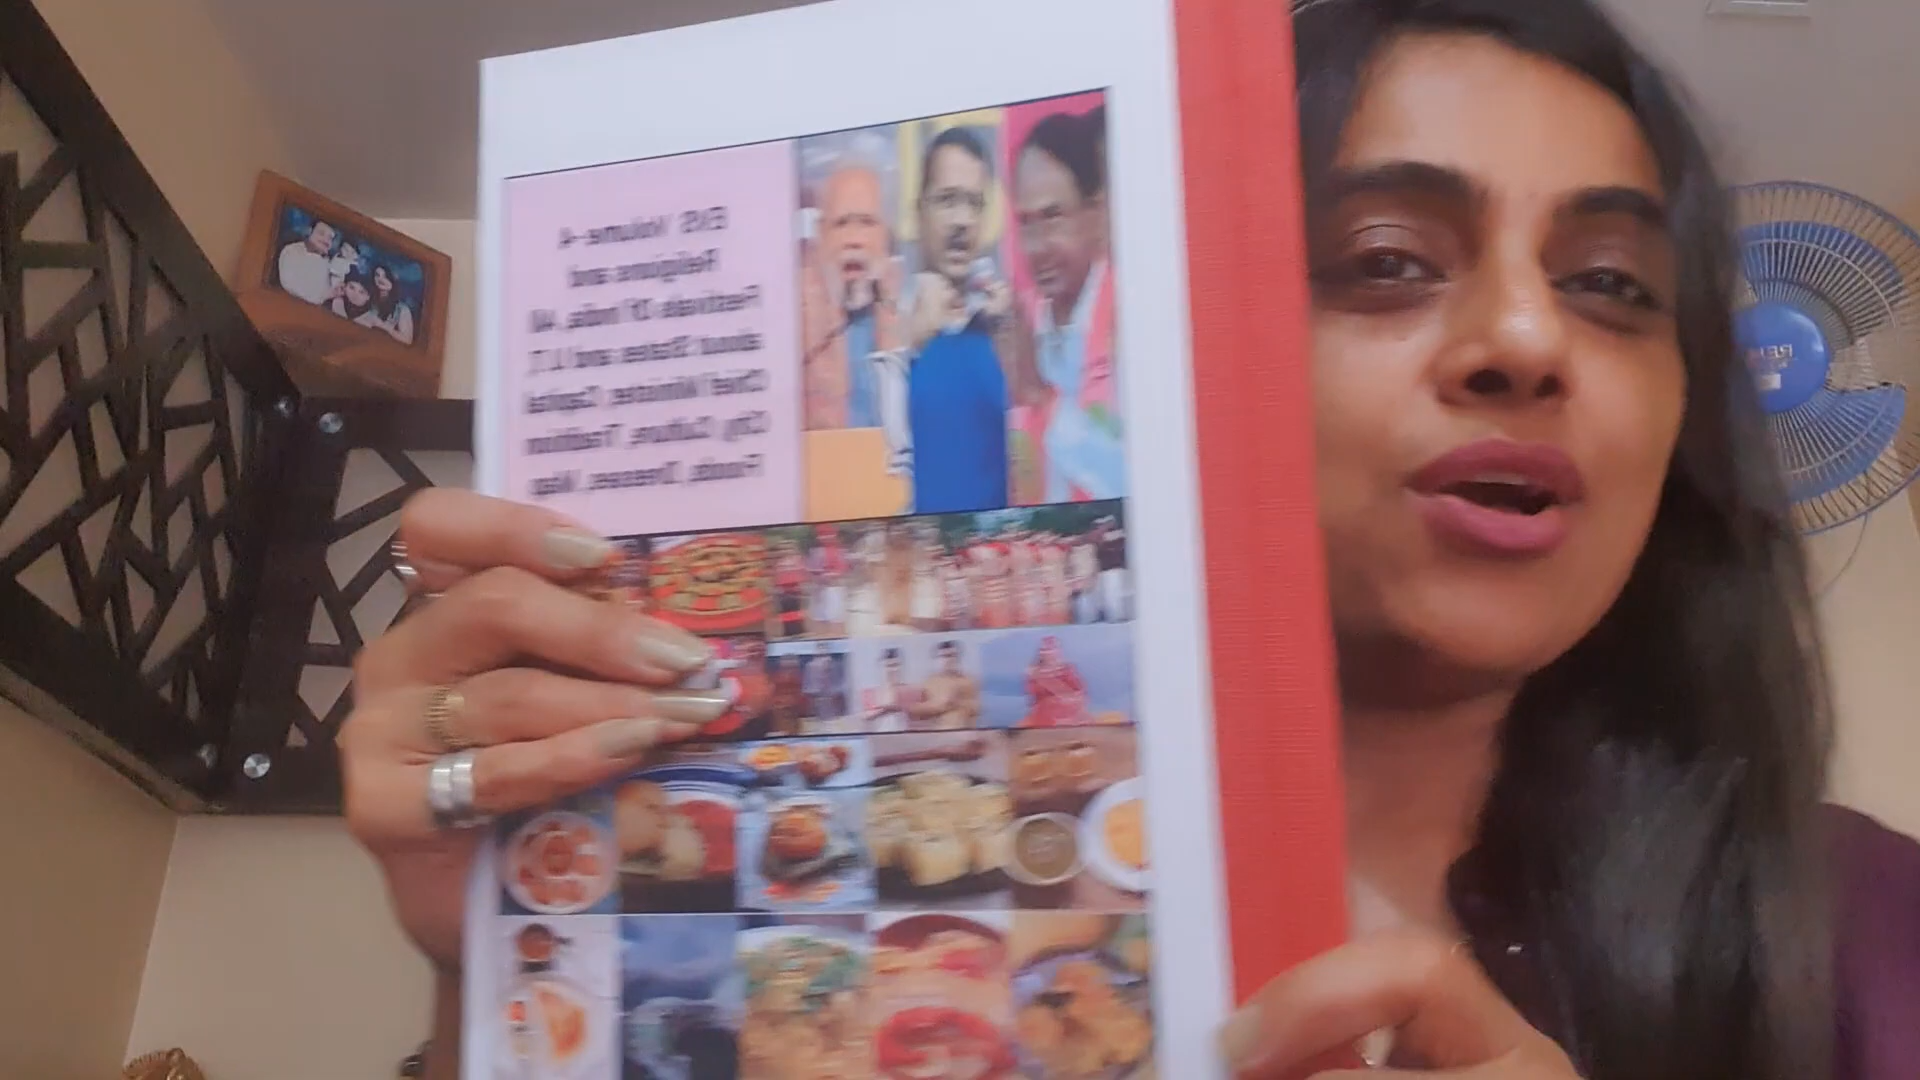 EVS Volume-4
Religions and
Festivals Of India, All
about States and U.T,
Chief Minister, Capital
City, Culture, Tradition
Foods, Dresses, Map